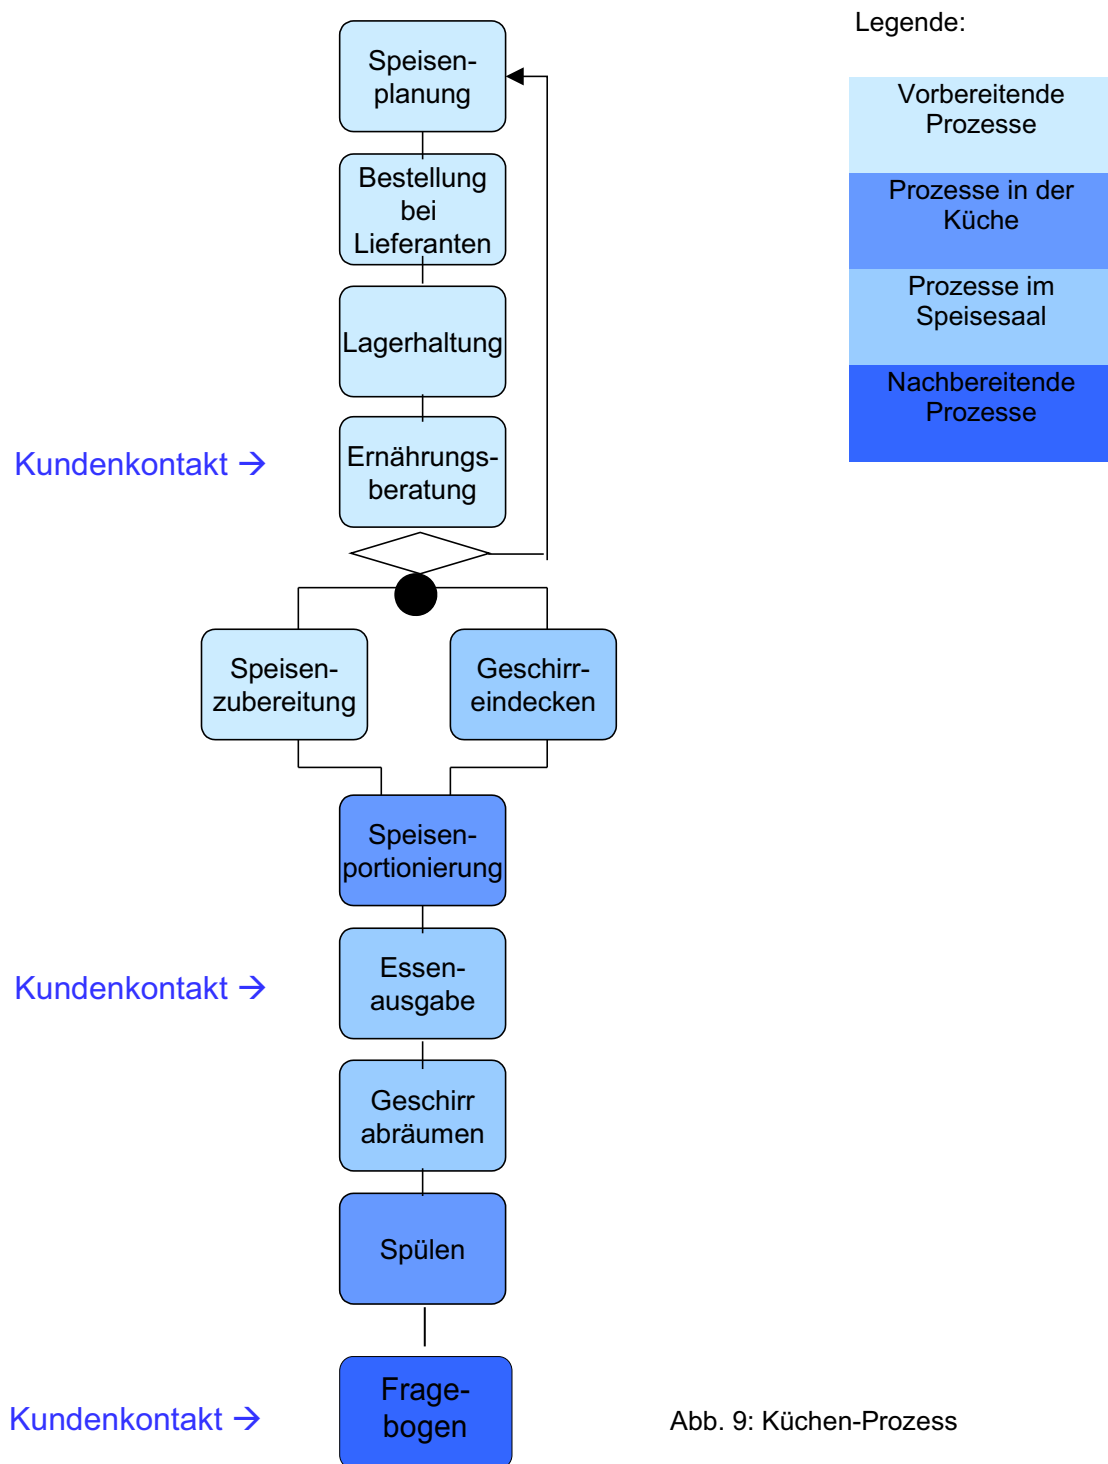 Legende:
Vorbereitende
Prozesse
Prozesse in der
Küche
Prozesse im
Speisesaal
Nachbereitende
Prozesse
Speisen-
planung
Bestellung
bei
Lieferanten
Lagerhaltung
Kundenkontakt →
Ernährungs-
beratung
Speisen-
zubereitung
Geschirr-
eindecken
Speisen-
portionierung
Kundenkontakt →
Essen-
ausgabe
Geschirr
abräumen
Spülen
Kundenkontakt →
Frage-
bogen
Abb. 9: Küchen-Prozess